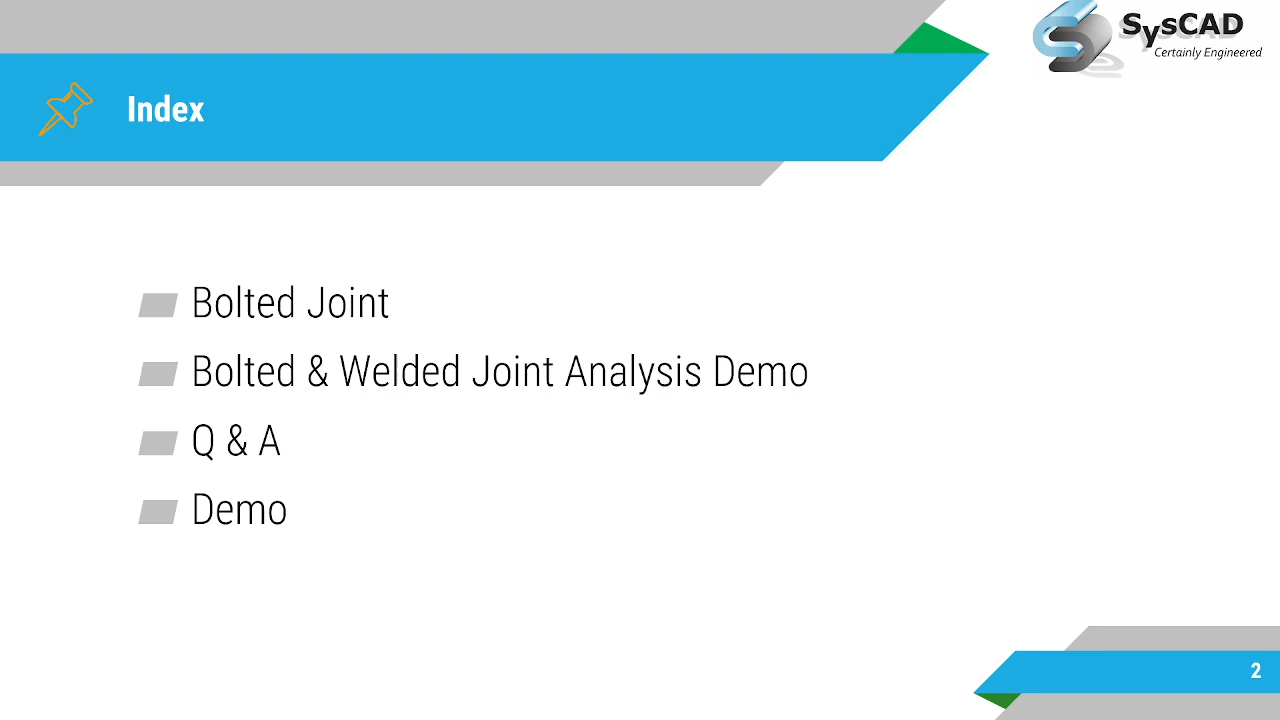 SysCAD
Certainly Engineered
Index
Bolted Joint
Bolted & Welded Joint Analysis Demo
Q & A
Demo
2